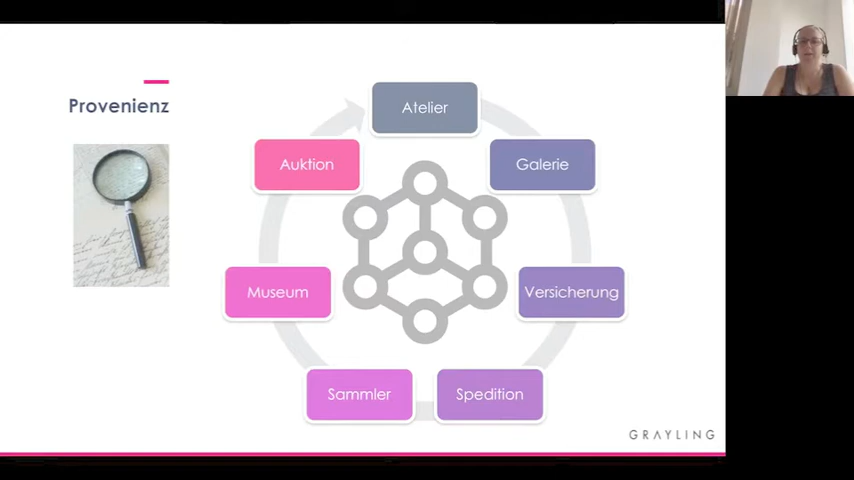 Provenienz
Atelier
Galerie
Versicherung
Spedition
Sammler
Museum
Auktion
GRAYLING